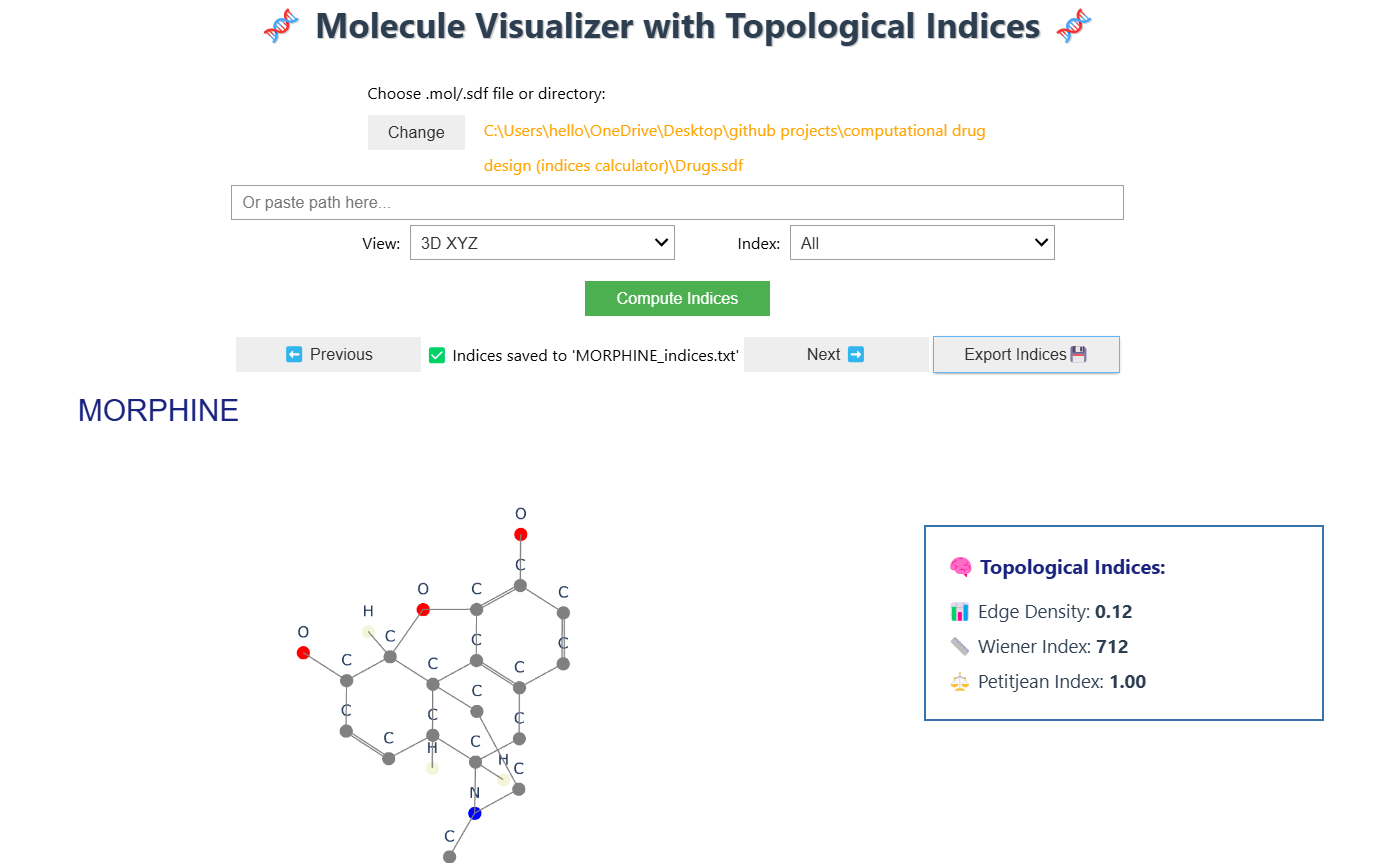 🧬 Molecule Visualizer with Topological Indices 🧬
Choose .mol/.sdf file or directory:
Change
C:\Users\hello\OneDrive\Desktop\github projects\computational drug
design (indices calculator)\Drugs.sdf
Or paste path here...
View: 3D XYZ Index: All
Compute Indices
⬅️ Previous ✅ Indices saved to 'MORPHINE_indices.txt' Next ➡️ Export Indices💾
MORPHINE
O
C
O C C
H
O C C C
C C C
C
C C C
C C
H H C
N
C
🧠 Topological Indices:
📊 Edge Density: 0.12
📏 Wiener Index: 712
⚖️ Petitjean Index: 1.00